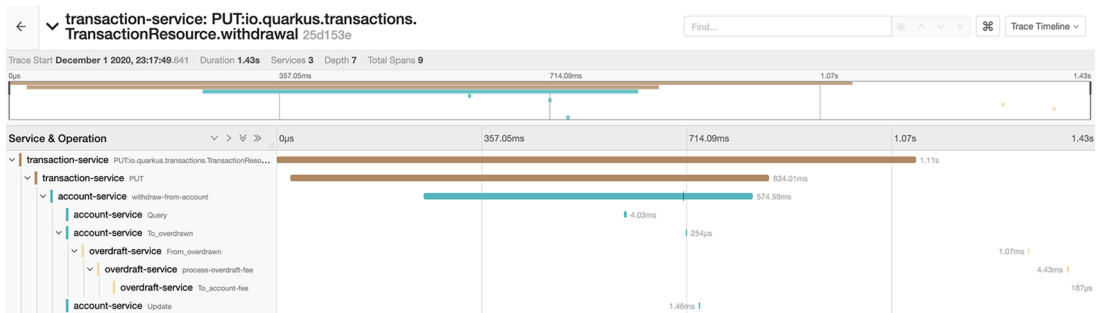 transaction-service: PUT:io.quarkus.transactions.
TransactionResource.withdrawal 25d153e
Find...
⌘
Trace Timeline
Trace Start December 1 2020, 23:17:49.641 Duration 1.43s Services 3 Depth 7 Total Spans 9
0μs 357.05ms 714.09ms 1.07s 1.43s
Service & Operation 0μs 357.05ms 714.09ms 1.07s 1.43s
transaction-service PUT:io.quarkus.transactions.TransactionReso... 1.11s
transaction-service PUT 834.01ms
account-service withdraw-from-account 574.59ms
account-service Query 4.03ms
account-service To_overdrawn 254μs
overdraft-service From_overdrawn 1.07ms
overdraft-service process-overdraft-fee 4.43ms
overdraft-service To_account-fee 187μs
account-service Update 1.46ms